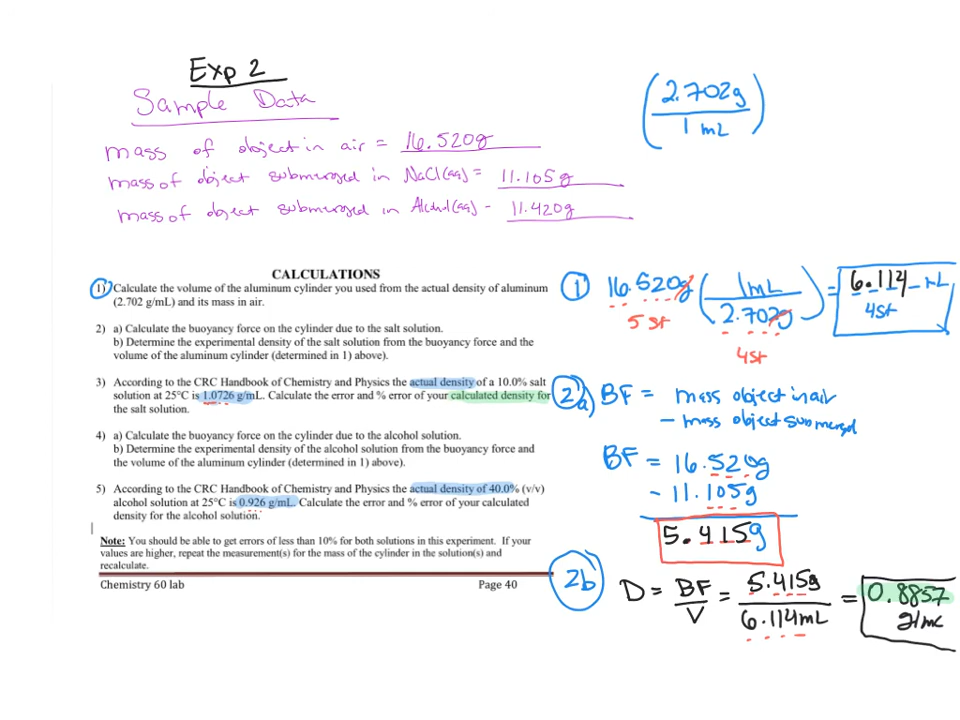 Exp 2
Sample Data
mass of object in air = 16.520g
mass of object submerged in NaCl(aq) = 11.105g
mass of object submerged in Alcohol(aq) - 11.420g
(2.702g / 1 mL)
CALCULATIONS
1) Calculate the volume of the aluminum cylinder you used from the actual density of aluminum
(2.702 g/mL) and its mass in air.
2) a) Calculate the buoyancy force on the cylinder due to the salt solution.
b) Determine the experimental density of the salt solution from the buoyancy force and the
volume of the aluminum cylinder (determined in 1) above).
3) According to the CRC Handbook of Chemistry and Physics the actual density of a 10.0% salt
solution at 25°C is 1.0726 g/mL. Calculate the error and % error of your calculated density for
the salt solution.
4) a) Calculate the buoyancy force on the cylinder due to the alcohol solution.
b) Determine the experimental density of the alcohol solution from the buoyancy force and
the volume of the aluminum cylinder (determined in 1) above).
5) According to the CRC Handbook of Chemistry and Physics the actual density of 40.0% (v/v)
alcohol solution at 25°C is 0.926 g/mL. Calculate the error and % error of your calculated
density for the alcohol solution.
Note: You should be able to get errors of less than 10% for both solutions in this experiment. If your
values are higher, repeat the measurement(s) for the mass of the cylinder in the solution(s) and
recalculate.
Chemistry 60 lab Page 40
1 16.520g (1mL / 2.702g) = 6.114 mL
5 sf
4sf
4sf
2a) BF = mass object in air
- mass object submerged
BF = 16.520g
- 11.105g
5.415g
2b D = BF / V = 5.415g / 6.114mL = 0.8857
g/mL